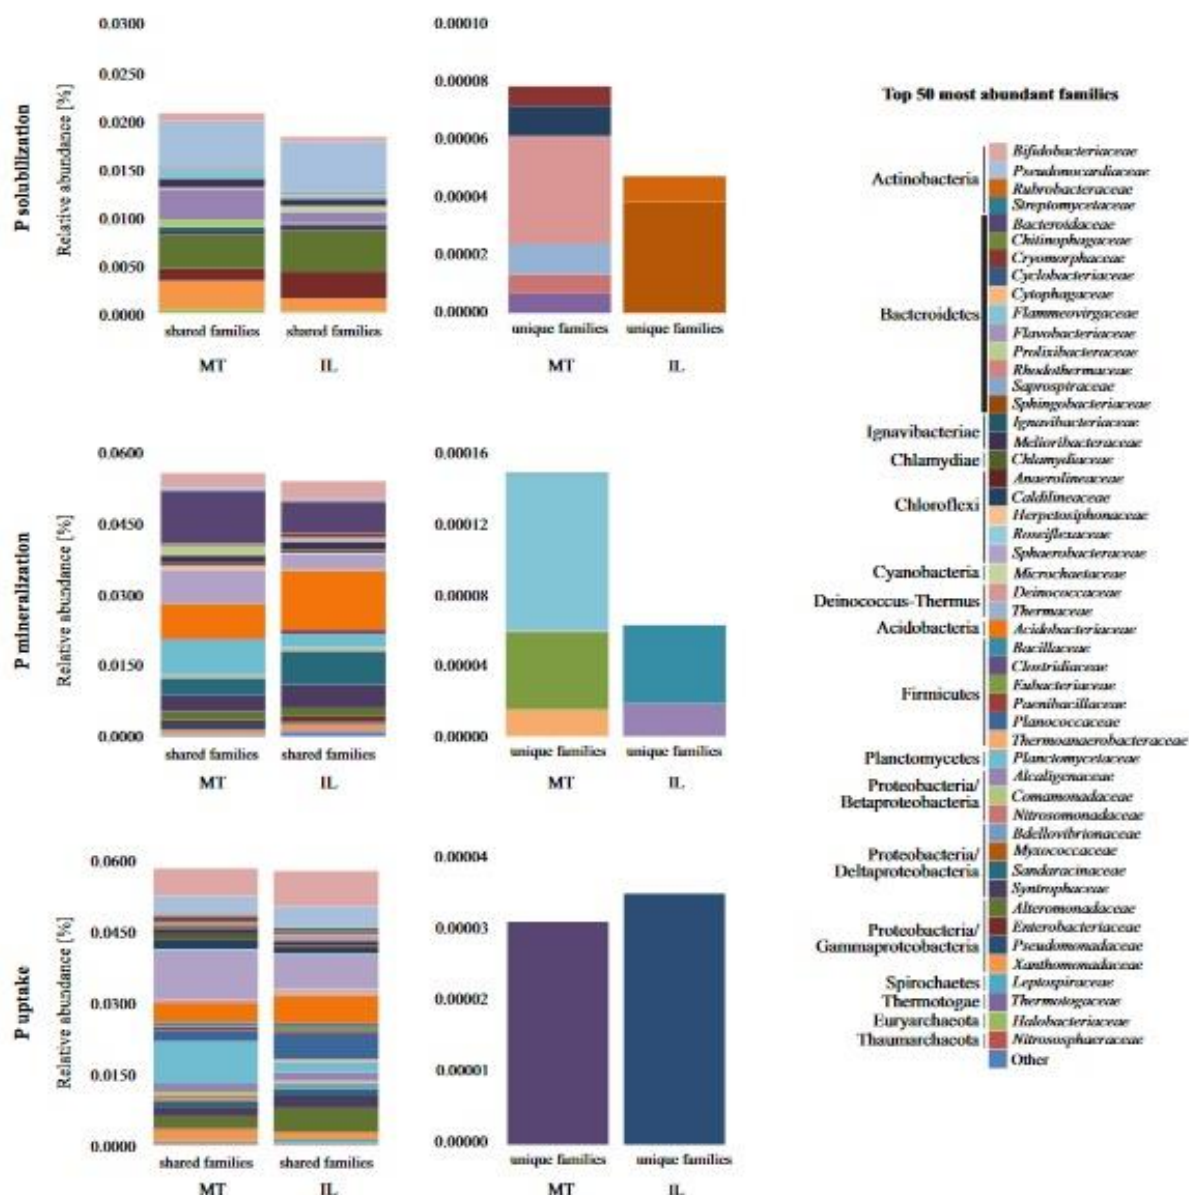 P solubilization
Relative abundance [%]
0.0300
0.0250
0.0200
0.0150
0.0100
0.0050
0.0000
shared families
shared families
MT
IL
0.00010
0.00008
0.00006
0.00004
0.00002
0.00000
unique families
unique families
MT
IL
P mineralization
Relative abundance [%]
0.0600
0.0450
0.0300
0.0150
0.0000
shared families
shared families
MT
IL
0.00016
0.00012
0.00008
0.00004
0.00000
unique families
unique families
MT
IL
P uptake
Relative abundance [%]
0.0600
0.0450
0.0300
0.0150
0.0000
shared families
shared families
MT
IL
0.00004
0.00003
0.00002
0.00001
0.00000
unique families
unique families
MT
IL
Top 50 most abundant families
Actinobacteria
Bifidobacteriaceae
Pseudonocardiaceae
Rubrobacteraceae
Streptomycetaceae
Bacteroidetes
Bacteroidaceae
Chitinophagaceae
Cryomorphaceae
Cyclobacteriaceae
Cytophagaceae
Flammeovirgaceae
Flavobacteriaceae
Prolixibacteraceae
Rhodothermaceae
Saprospiraceae
Sphingobacteriaceae
Ignavibacteriae
Ignavibacteriaceae
Melioribacteraceae
Chlamydiae
Chlamydiaceae
Chloroflexi
Anaerolineaceae
Caldilineaceae
Herpetosiphonaceae
Roseiflexaceae
Sphaerobacteraceae
Cyanobacteria
Microchaetaceae
Deinococcus-Thermus
Deinococcaceae
Thermaceae
Acidobacteria
Acidobacteriaceae
Firmicutes
Bacillaceae
Clostridiaceae
Eubacteriaceae
Paenibacillaceae
Planococcaceae
Thermoanaerobacteraceae
Planctomycetes
Planctomycetaceae
Proteobacteria/
Betaproteobacteria
Alcaligenaceae
Comamonadaceae
Nitrosomonadaceae
Proteobacteria/
Deltaproteobacteria
Bdellovibrionaceae
Myxococcaceae
Sandaracinaceae
Syntrophaceae
Proteobacteria/
Gammaproteobacteria
Alteromonadaceae
Enterobacteriaceae
Pseudomonadaceae
Xanthomonadaceae
Spirochaetes
Leptospiraceae
Thermotogae
Thermotogaceae
Euryarchaeota
Halobacteriaceae
Thaumarchaeota
Nitrososphaeraceae
Other